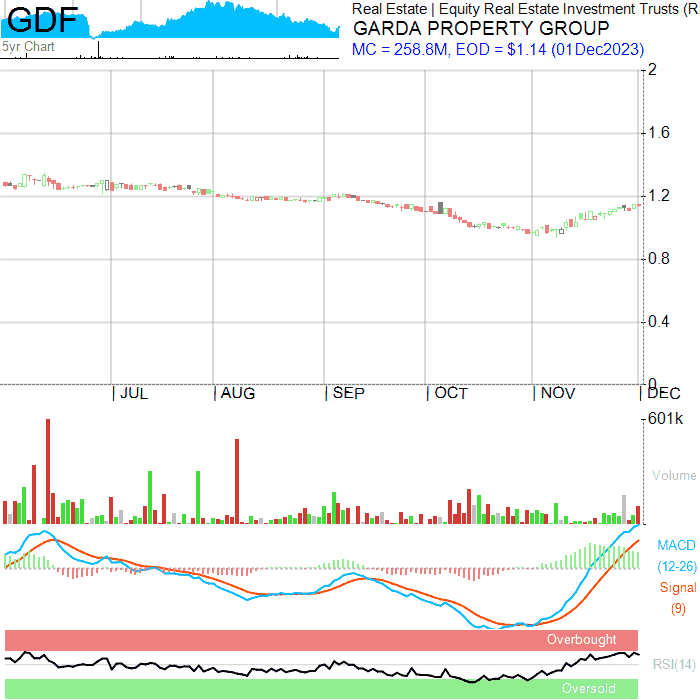 GDF
Real Estate | Equity Real Estate Investment Trusts (R
GARDA PROPERTY GROUP
5yr Chart
MC = 258.8M, EOD = $1.14 (01Dec2023)
2
1.6
1.2
0.8
0.4
0
| JUL | AUG | SEP | OCT | NOV | DEC
601k
Volume
MACD
(12-26)
Signal
(9)
Overbought
RSI(14)
Oversold